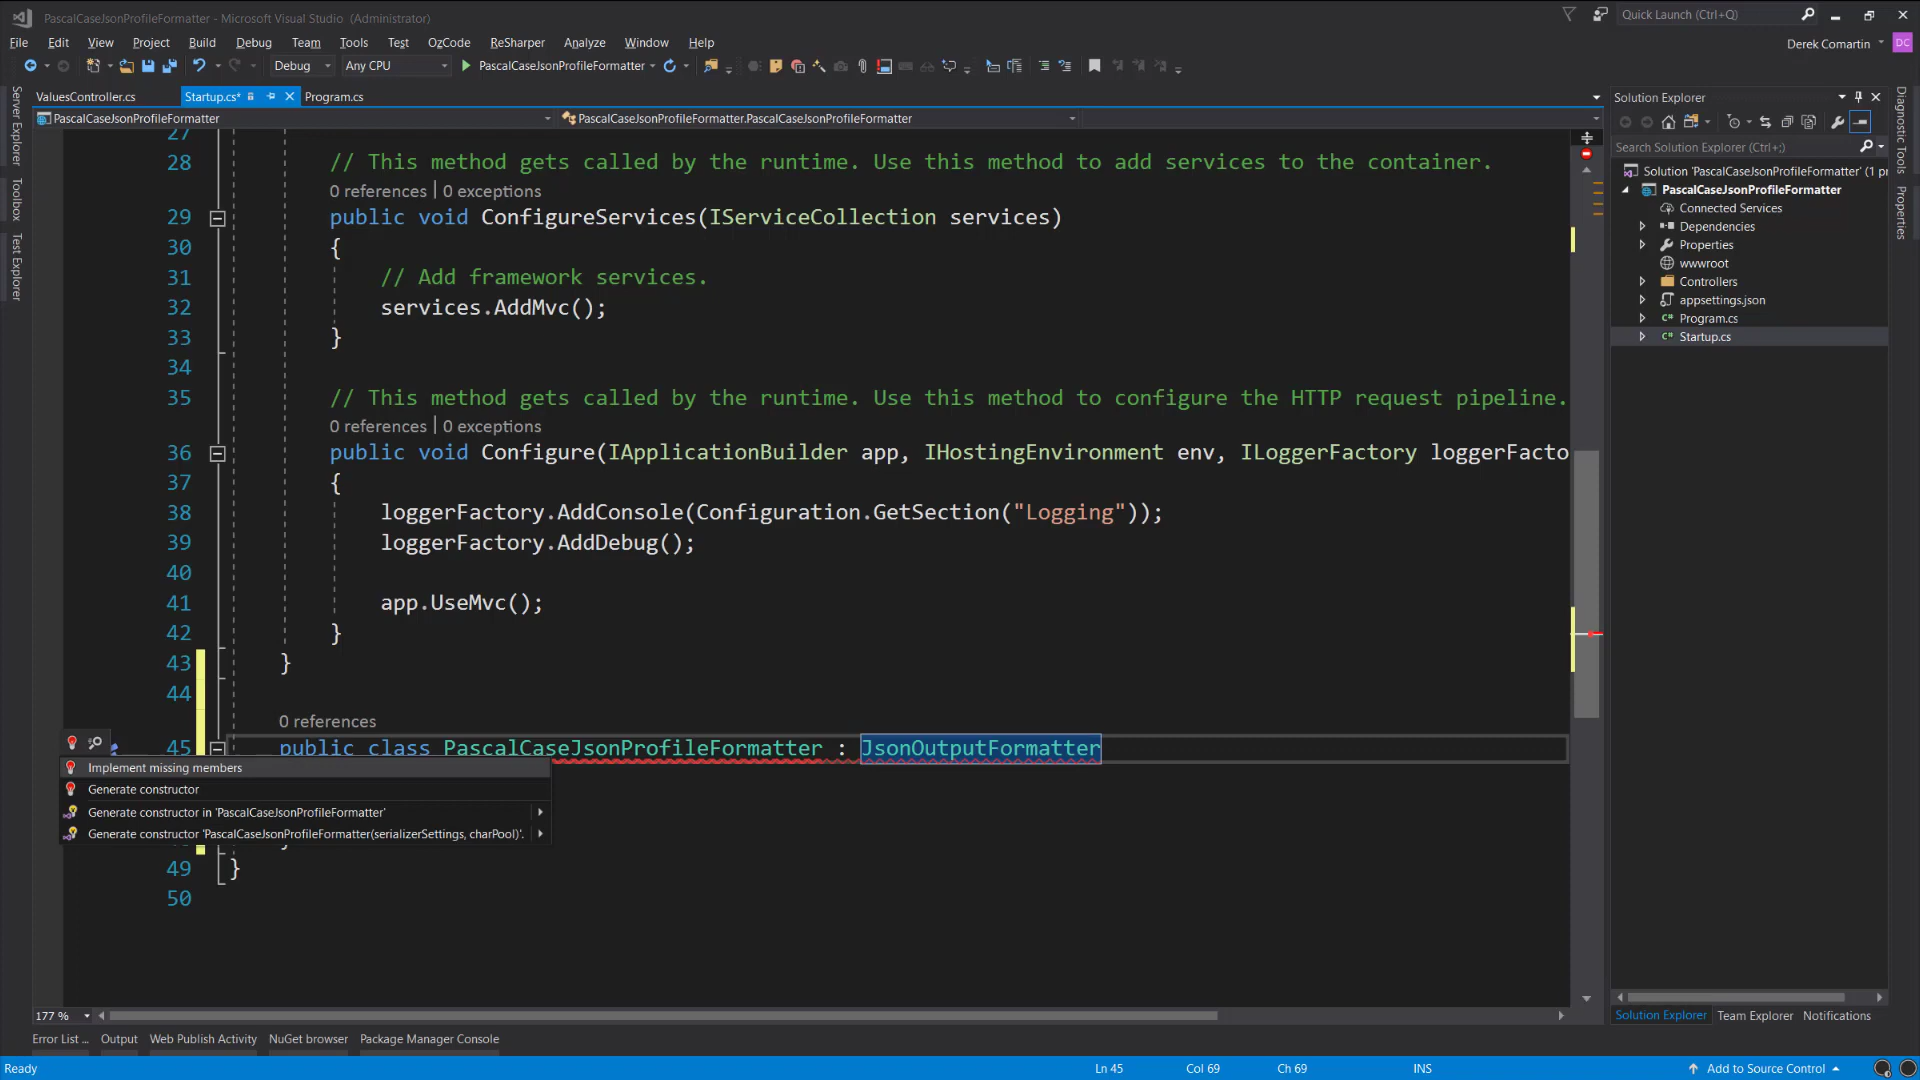 PascalCaseJsonProfileFormatter - Microsoft Visual Studio (Administrator)
Quick Launch (Ctrl+Q)
File Edit View Project Build Debug Team Tools Test OzCode ReSharper Analyze Window Help
Derek Comartin DC
Debug Any CPU PascalCaseJsonProfileFormatter
ValuesController.cs Startup.cs* Program.cs
PascalCaseJsonProfileFormatter PascalCaseJsonProfileFormatter.PascalCaseJsonProfileFormatter
Server Explorer
Toolbox
Test Explorer
27
28 // This method gets called by the runtime. Use this method to add services to the container.
0 references | 0 exceptions
29 public void ConfigureServices(IServiceCollection services)
30 {
31 // Add framework services.
32 services.AddMvc();
33 }
34
35 // This method gets called by the runtime. Use this method to configure the HTTP request pipeline.
0 references | 0 exceptions
36 public void Configure(IApplicationBuilder app, IHostingEnvironment env, ILoggerFactory loggerFacto
37 {
38 loggerFactory.AddConsole(Configuration.GetSection("Logging"));
39 loggerFactory.AddDebug();
40
41 app.UseMvc();
42 }
43 }
44
0 references
45 public class PascalCaseJsonProfileFormatter : JsonOutputFormatter
Implement missing members
Generate constructor
Generate constructor in 'PascalCaseJsonProfileFormatter'
Generate constructor 'PascalCaseJsonProfileFormatter(serializerSettings, charPool)'.
49 }
50
177 %
Solution Explorer
Search Solution Explorer (Ctrl+;)
Solution 'PascalCaseJsonProfileFormatter' (1 pr
PascalCaseJsonProfileFormatter
Connected Services
Dependencies
Properties
wwwroot
Controllers
appsettings.json
C# Program.cs
C# Startup.cs
Solution Explorer Team Explorer Notifications
Diagnostic Tools
Properties
Error List ... Output Web Publish Activity NuGet browser Package Manager Console
Ready Ln 45 Col 69 Ch 69 INS Add to Source Control